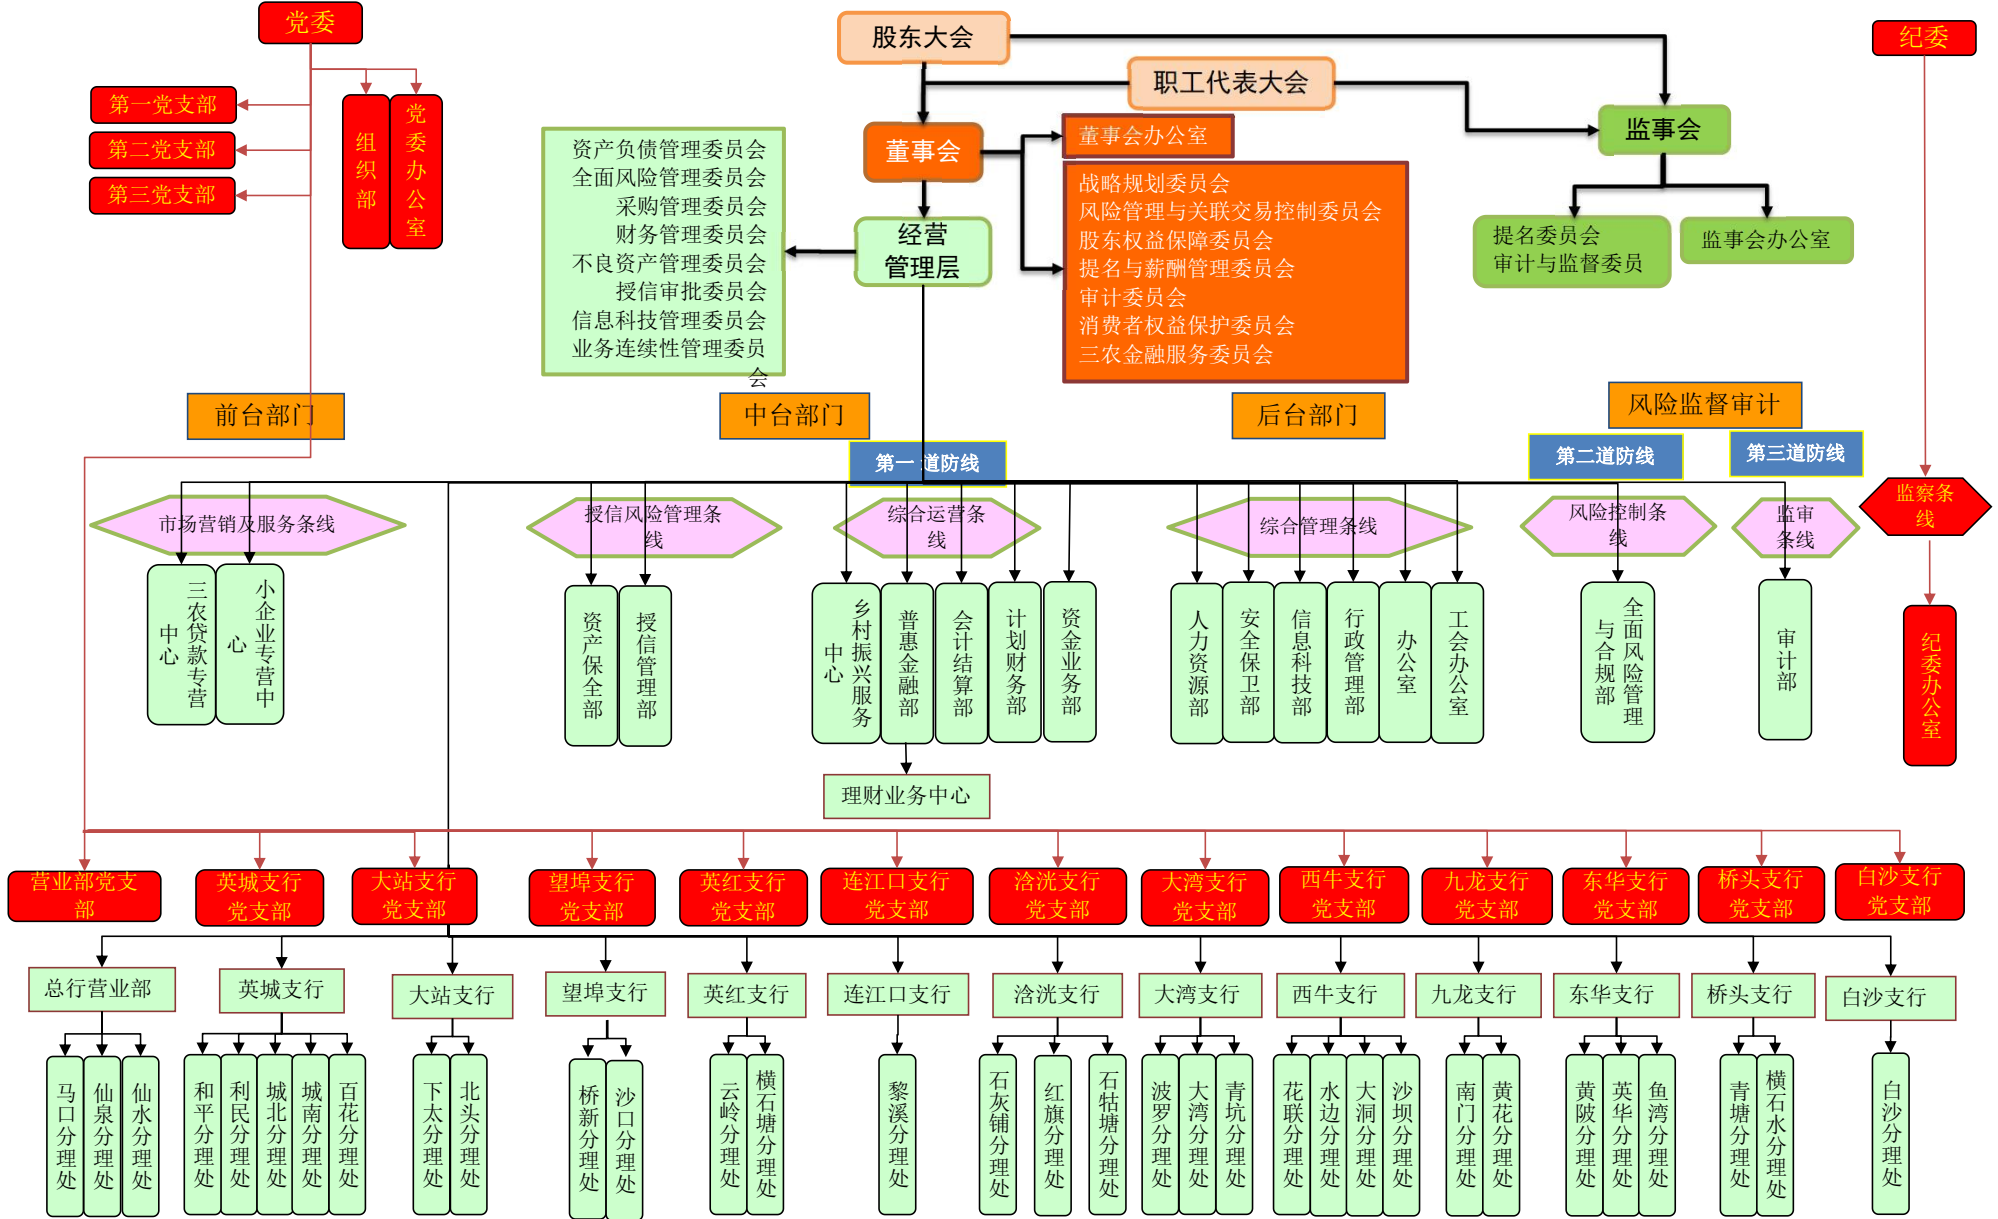 党委
股东大会
纪委
职工代表大会
第一党支部
第二党支部
第三党支部
组织部
党委办公室
资产负债管理委员会
全面风险管理委员会
采购管理委员会
财务管理委员会
不良资产管理委员会
授信审批委员会
信息科技管理委员会
业务连续性管理委员
会
董事会
董事会办公室
监事会
战略规划委员会
风险管理与关联交易控制委员会
股东权益保障委员会
提名与薪酬管理委员会
审计委员会
消费者权益保护委员会
三农金融服务委员会
经营
管理层
提名委员会
审计与监督委员
监事会办公室
前台部门
中台部门
后台部门
风险监督审计
第一道防线
第二道防线
第三道防线
市场营销及服务条线
授信风险管理条
线
综合运营条
线
综合管理条线
风险控制条
线
监审
条线
监察条
线
三农贷款专营
中心
小企业专营中
心
资产保全部
授信管理部
乡村振兴服务
中心
普惠金融部
会计结算部
计划财务部
资金业务部
人力资源部
安全保卫部
信息科技部
行政管理部
办公室
工会办公室
全面风险管理
与合规部
审计部
纪委办公室
理财业务中心
营业部党支
部
英城支行
党支部
大站支行
党支部
望埠支行
党支部
英红支行
党支部
连江口支行
党支部
浛洸支行
党支部
大湾支行
党支部
西牛支行
党支部
九龙支行
党支部
东华支行
党支部
桥头支行
党支部
白沙支行
党支部
总行营业部
英城支行
大站支行
望埠支行
英红支行
连江口支行
浛洸支行
大湾支行
西牛支行
九龙支行
东华支行
桥头支行
白沙支行
马口分理处
仙泉分理处
仙水分理处
和平分理处
利民分理处
城北分理处
城南分理处
百花分理处
下太分理处
北头分理处
桥新分理处
沙口分理处
云岭分理处
横石塘分理处
黎溪分理处
石灰铺分理处
红旗分理处
石牯塘分理处
波罗分理处
大湾分理处
青坑分理处
花联分理处
水边分理处
大洞分理处
沙坝分理处
南门分理处
黄花分理处
黄陂分理处
英华分理处
鱼湾分理处
青塘分理处
横石水分理处
白沙分理处